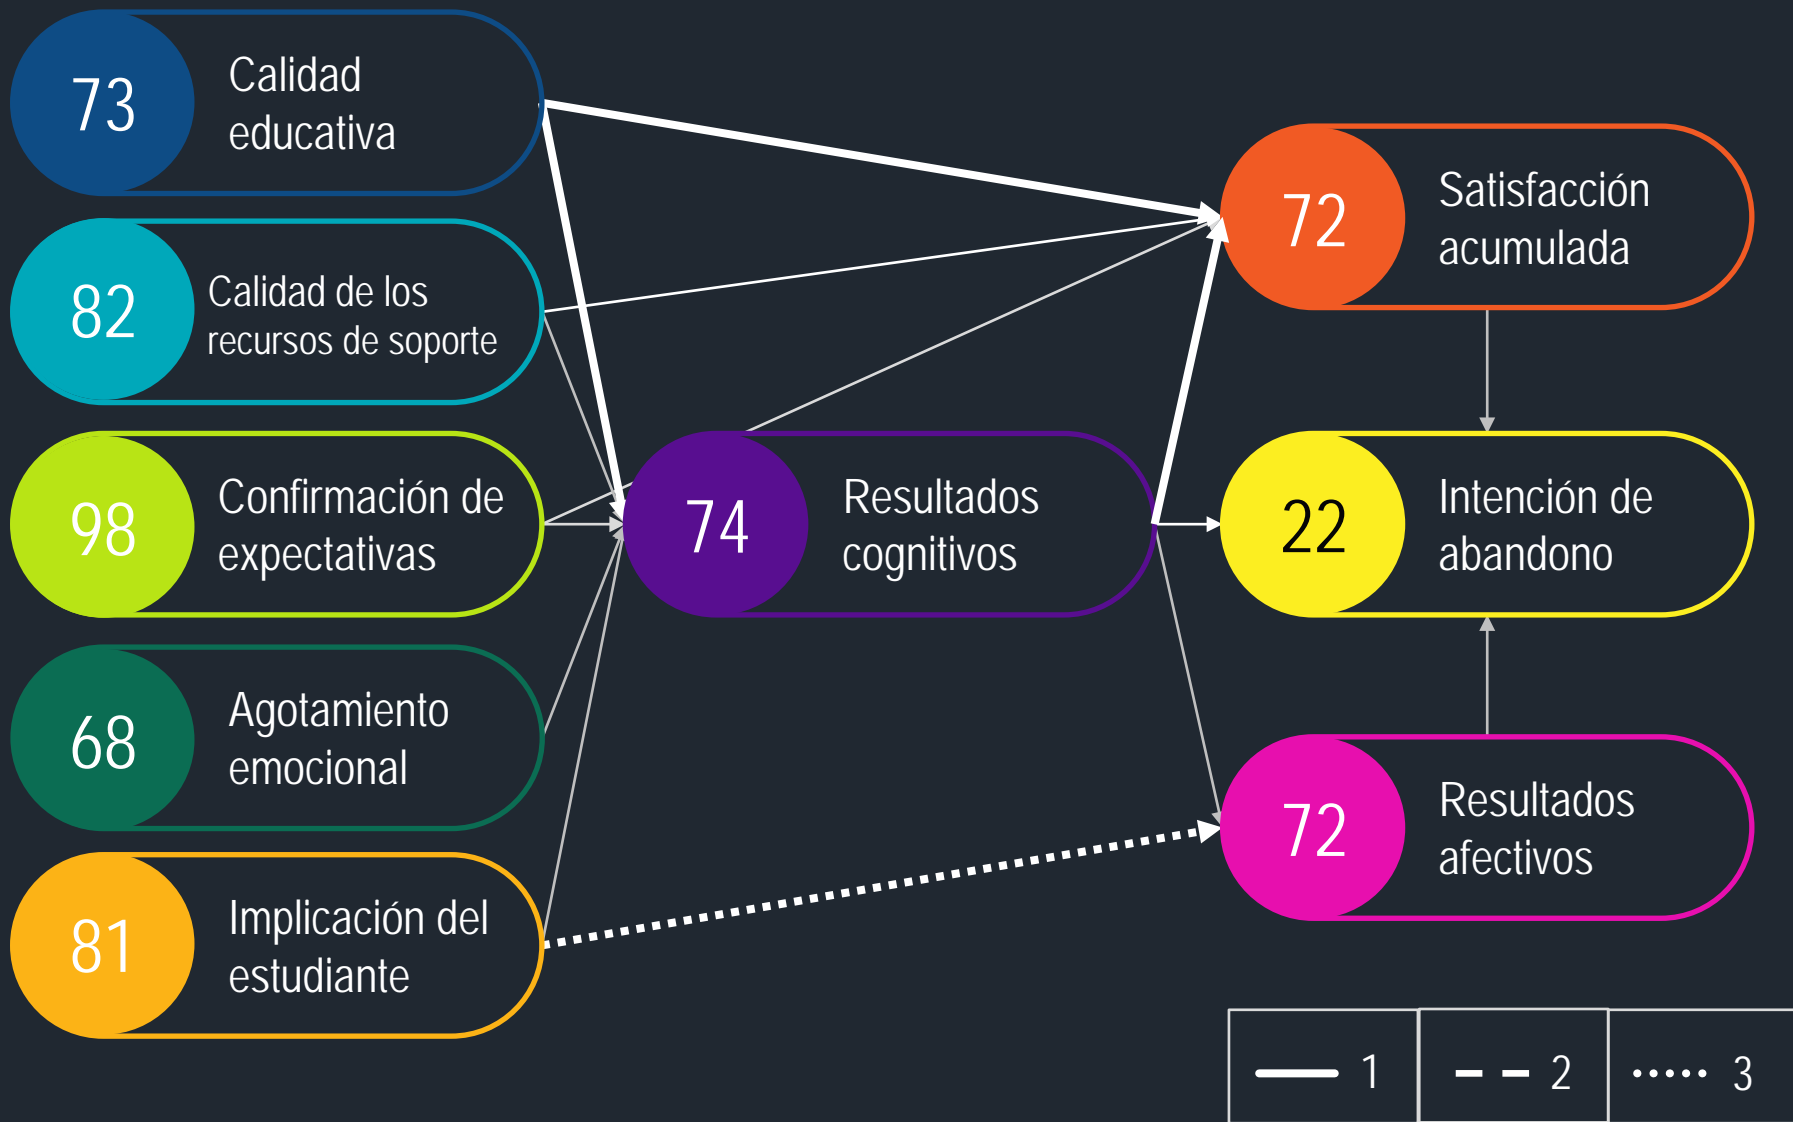 73
Calidad
educativa
82
Calidad de los
recursos de soporte
98
Confirmación de
expectativas
68
Agotamiento
emocional
81
Implicación del
estudiante
74
Resultados
cognitivos
72
Satisfacción
acumulada
22
Intención de
abandono
72
Resultados
afectivos
1
2
3